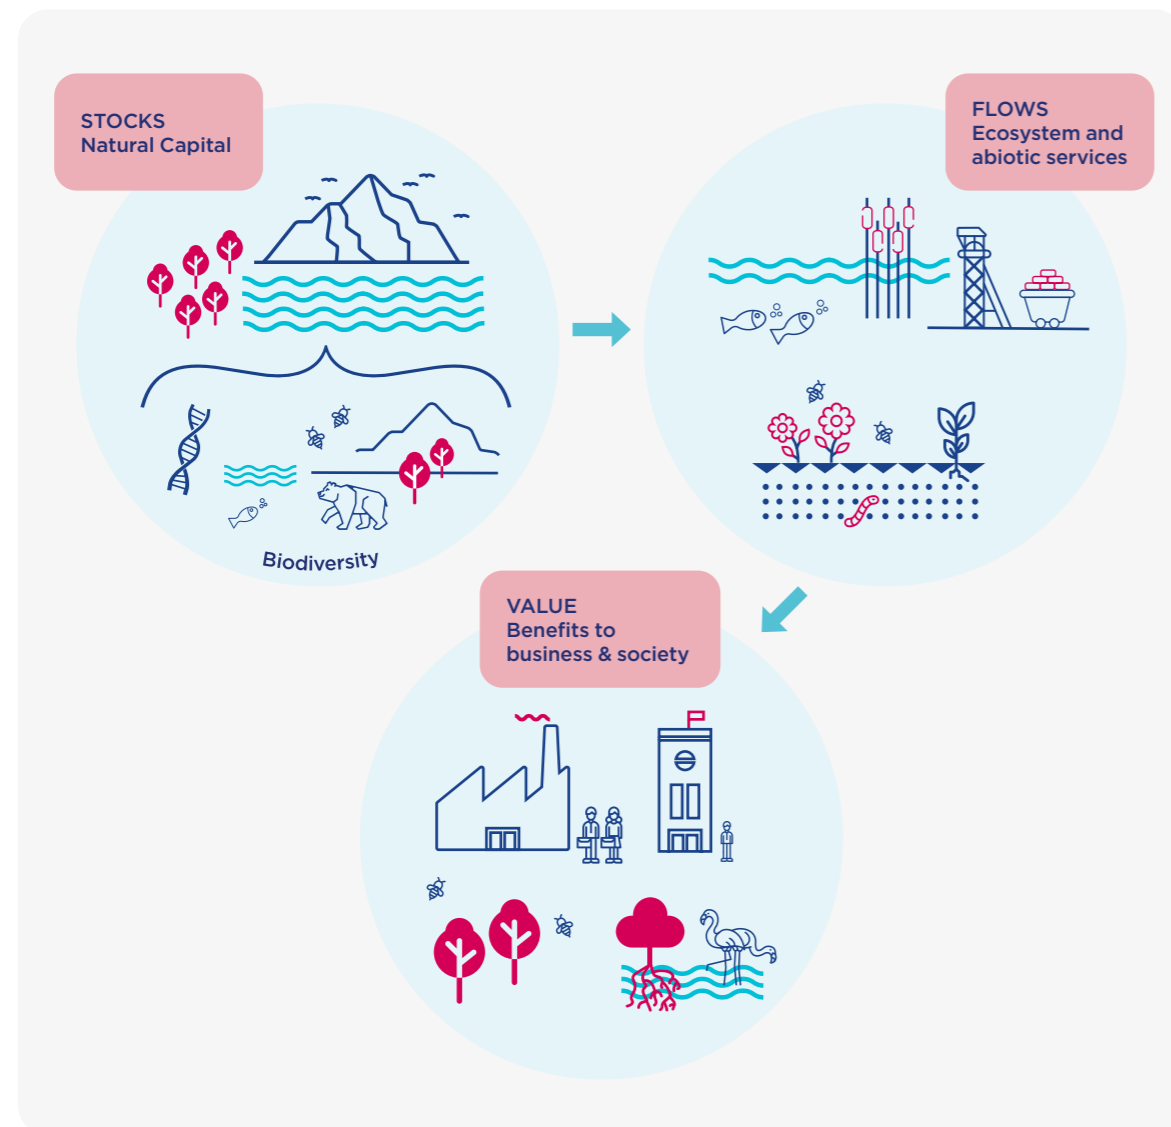 STOCKS
Natural Capital
FLOWS
Ecosystem and
abiotic services
Biodiversity
VALUE
Benefits to
business & society